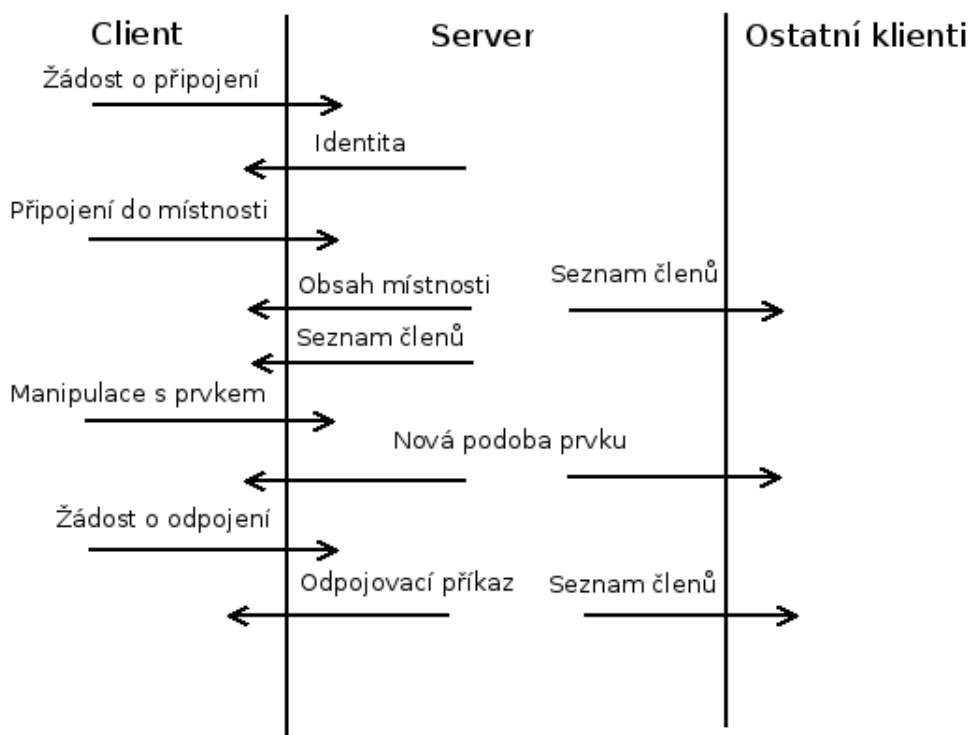 Client
Server
Ostatní klienti
Žádost o připojení
Identita
Připojení do místnosti
Obsah místnosti
Seznam členů
Seznam členů
Manipulace s prvkem
Nová podoba prvku
Žádost o odpojení
Odpojovací příkaz
Seznam členů